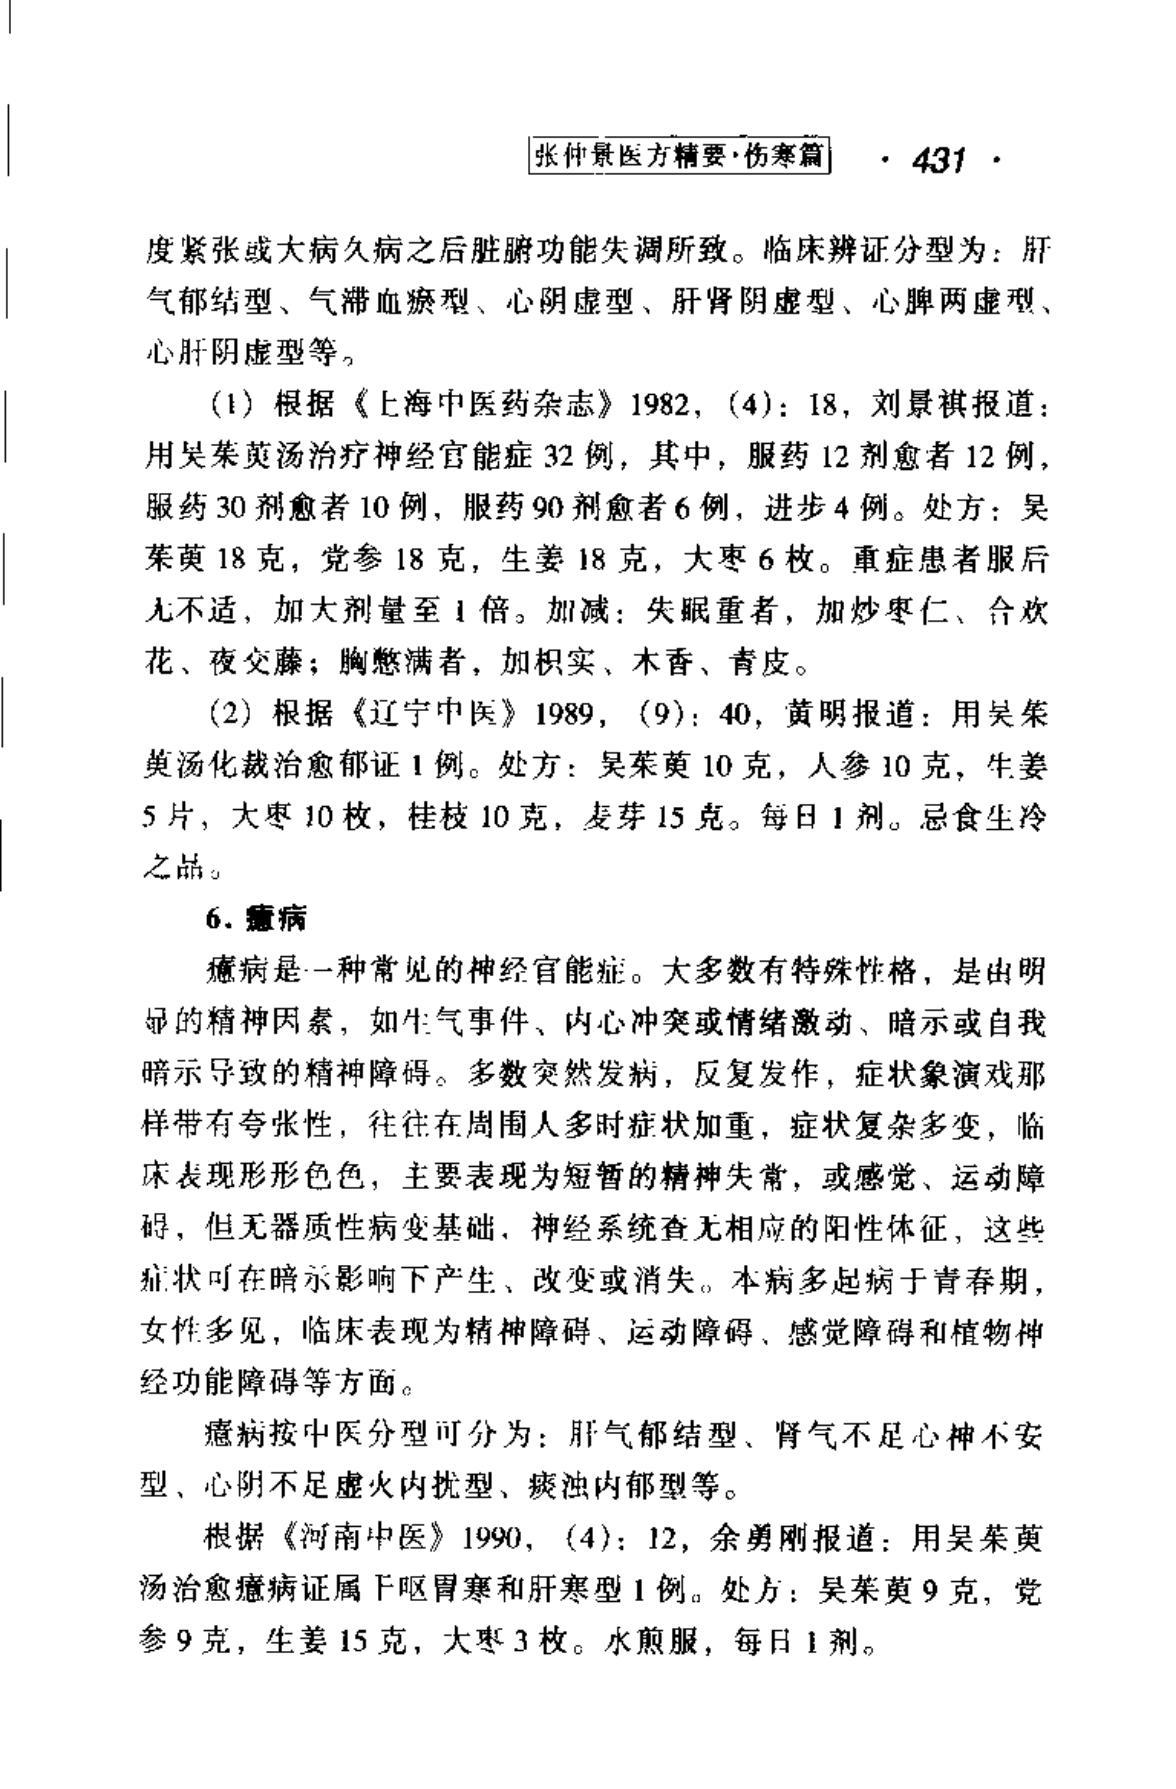 张仲景医方精要·伤寒篇 · 431 ·
度紧张或大病久病之后脏腑功能失调所致。临床辨证分型为：肝
气郁结型、气滞血瘀型、心阴虚型、肝肾阴虚型、心脾两虚型、
心肝阴虚型等。
(1) 根据《上海中医药杂志》1982，(4)：18，刘景祺报道：
用吴茱萸汤治疗神经官能症 32 例，其中，服药 12 剂愈者 12 例，
服药 30 剂愈者 10 例，服药 90 剂愈者 6 例，进步 4 例。处方：吴
茱萸 18 克，党参 18 克，生姜 18 克，大枣 6 枚。重症患者服后
无不适，加大剂量至 1 倍。加减：失眠重者，加炒枣仁、合欢
花、夜交藤；胸憋满者，加枳实、木香、青皮。
(2) 根据《辽宁中医》1989，(9)：40，黄明报道：用吴茱
萸汤化裁治愈郁证 1 例。处方：吴茱萸 10 克，人参 10 克，生姜
5 片，大枣 10 枚，桂枝 10 克，麦芽 15 克。每日 1 剂。忌食生冷
之品。
6. 癔病
癔病是一种常见的神经官能症。大多数有特殊性格，是由明
显的精神因素，如生气事件、内心冲突或情绪激动、暗示或自我
暗示导致的精神障碍。多数突然发病，反复发作，症状象演戏那
样带有夸张性，往往在周围人多时症状加重，症状复杂多变，临
床表现形形色色，主要表现为短暂的精神失常，或感觉、运动障
碍，但无器质性病变基础，神经系统查无相应的阳性体征，这些
症状可在暗示影响下产生、改变或消失。本病多起病于青春期，
女性多见，临床表现为精神障碍、运动障碍、感觉障碍和植物神
经功能障碍等方面。
癔病按中医分型可分为：肝气郁结型、肾气不足心神不安
型、心阴不足虚火内扰型、痰浊内郁型等。
根据《河南中医》1990，(4)：12，余勇刚报道：用吴茱萸
汤治愈癔病证属干呕胃寒和肝寒型 1 例。处方：吴茱萸 9 克，党
参 9 克，生姜 15 克，大枣 3 枚。水煎服，每日 1 剂。